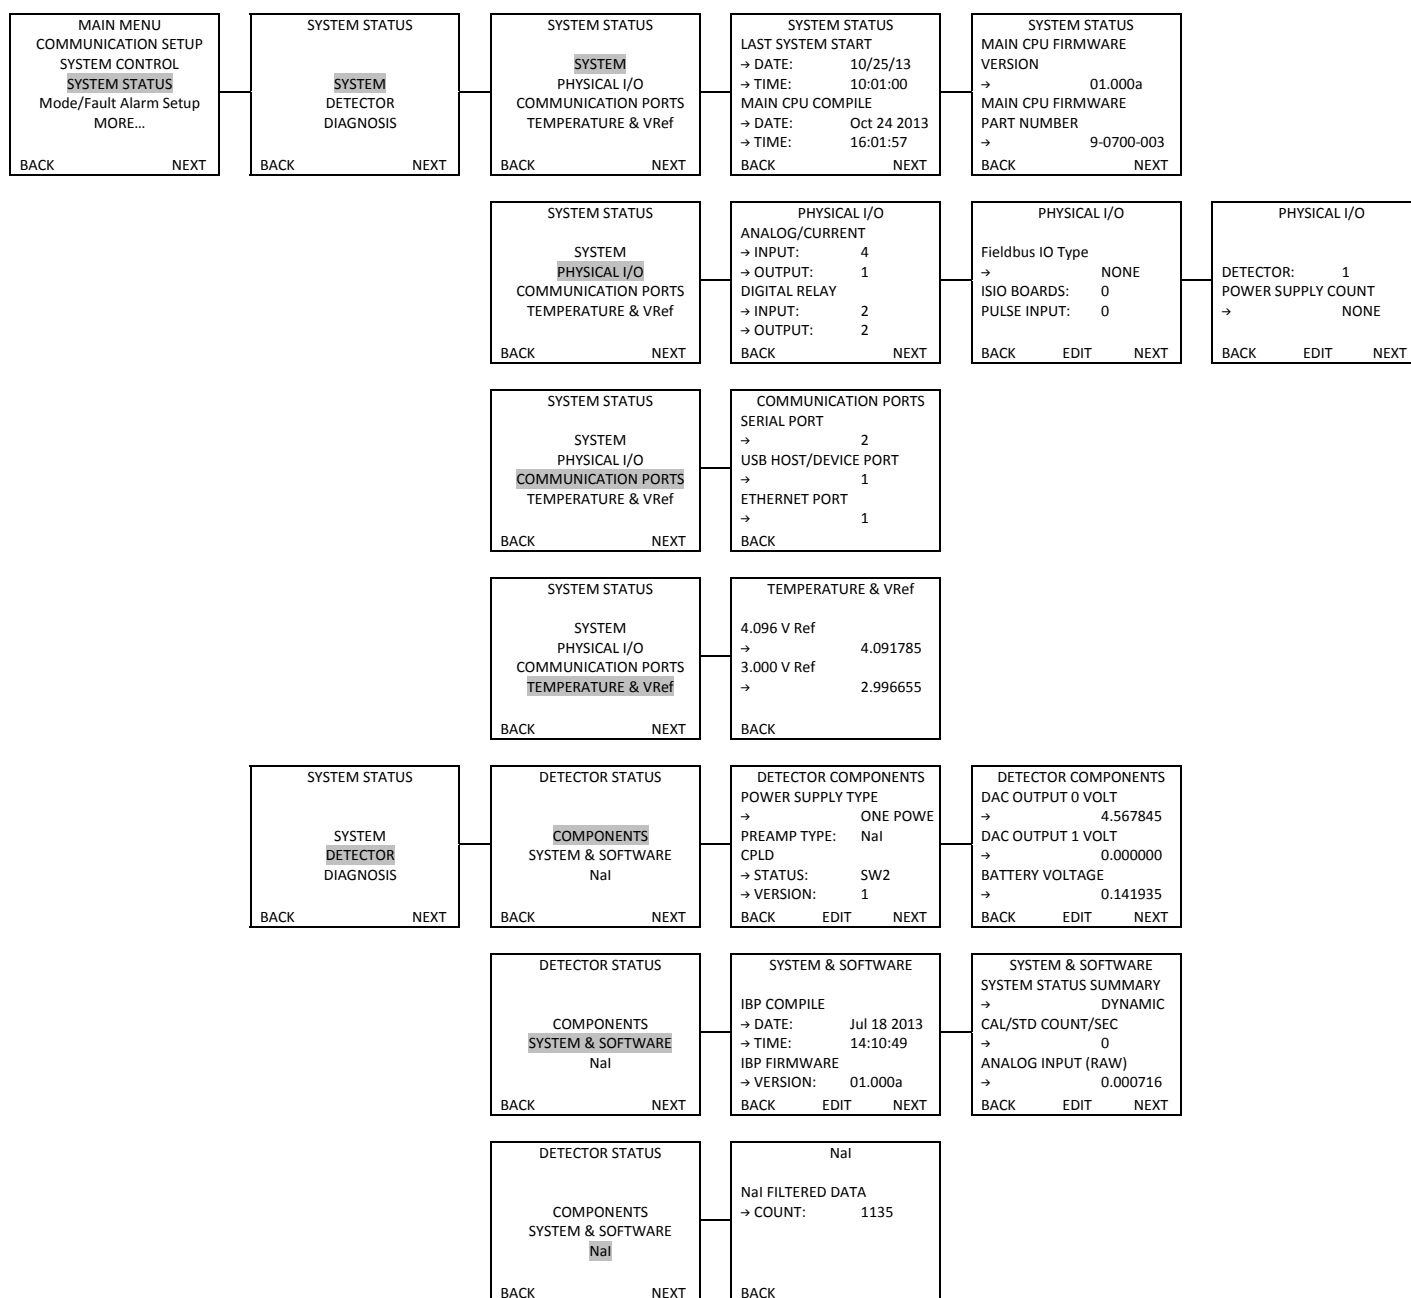 MAIN MENU
COMMUNICATION SETUP
SYSTEM CONTROL
SYSTEM STATUS
Mode/Fault Alarm Setup
MORE...
BACK NEXT
SYSTEM STATUS
SYSTEM
DETECTOR
DIAGNOSIS
BACK NEXT
SYSTEM STATUS
SYSTEM
PHYSICAL I/O
COMMUNICATION PORTS
TEMPERATURE & VRef
BACK NEXT
SYSTEM STATUS
LAST SYSTEM START
→ DATE: 10/25/13
→ TIME: 10:01:00
MAIN CPU COMPILE
→ DATE: Oct 24 2013
→ TIME: 16:01:57
BACK NEXT
SYSTEM STATUS
MAIN CPU FIRMWARE
VERSION
→ 01.000a
MAIN CPU FIRMWARE
PART NUMBER
→ 9-0700-003
BACK NEXT
SYSTEM STATUS
SYSTEM
PHYSICAL I/O
COMMUNICATION PORTS
TEMPERATURE & VRef
BACK NEXT
PHYSICAL I/O
ANALOG/CURRENT
→ INPUT: 4
→ OUTPUT: 1
DIGITAL RELAY
→ INPUT: 2
→ OUTPUT: 2
BACK NEXT
PHYSICAL I/O
Fieldbus IO Type
→ NONE
ISIO BOARDS: 0
PULSE INPUT: 0
BACK EDIT NEXT
PHYSICAL I/O
DETECTOR: 1
POWER SUPPLY COUNT
→ NONE
BACK EDIT NEXT
SYSTEM STATUS
SYSTEM
PHYSICAL I/O
COMMUNICATION PORTS
TEMPERATURE & VRef
BACK NEXT
COMMUNICATION PORTS
SERIAL PORT
→ 2
USB HOST/DEVICE PORT
→ 1
ETHERNET PORT
→ 1
BACK
SYSTEM STATUS
SYSTEM
PHYSICAL I/O
COMMUNICATION PORTS
TEMPERATURE & VRef
BACK NEXT
TEMPERATURE & VRef
4.096 V Ref
→ 4.091785
3.000 V Ref
→ 2.996655
BACK
SYSTEM STATUS
SYSTEM
DETECTOR
DIAGNOSIS
BACK NEXT
DETECTOR STATUS
COMPONENTS
SYSTEM & SOFTWARE
NaI
BACK NEXT
DETECTOR COMPONENTS
POWER SUPPLY TYPE
→ ONE POWE
PREAMP TYPE: NaI
CPLD
→ STATUS: SW2
→ VERSION: 1
BACK EDIT NEXT
DETECTOR COMPONENTS
DAC OUTPUT 0 VOLT
→ 4.567845
DAC OUTPUT 1 VOLT
→ 0.000000
BATTERY VOLTAGE
→ 0.141935
BACK EDIT NEXT
DETECTOR STATUS
COMPONENTS
SYSTEM & SOFTWARE
NaI
BACK NEXT
SYSTEM & SOFTWARE
IBP COMPILE
→ DATE: Jul 18 2013
→ TIME: 14:10:49
IBP FIRMWARE
→ VERSION: 01.000a
BACK EDIT NEXT
SYSTEM & SOFTWARE
SYSTEM STATUS SUMMARY
→ DYNAMIC
CAL/STD COUNT/SEC
→ 0
ANALOG INPUT (RAW)
→ 0.000716
BACK EDIT NEXT
DETECTOR STATUS
COMPONENTS
SYSTEM & SOFTWARE
NaI
BACK NEXT
NaI
NaI FILTERED DATA
→ COUNT: 1135
BACK